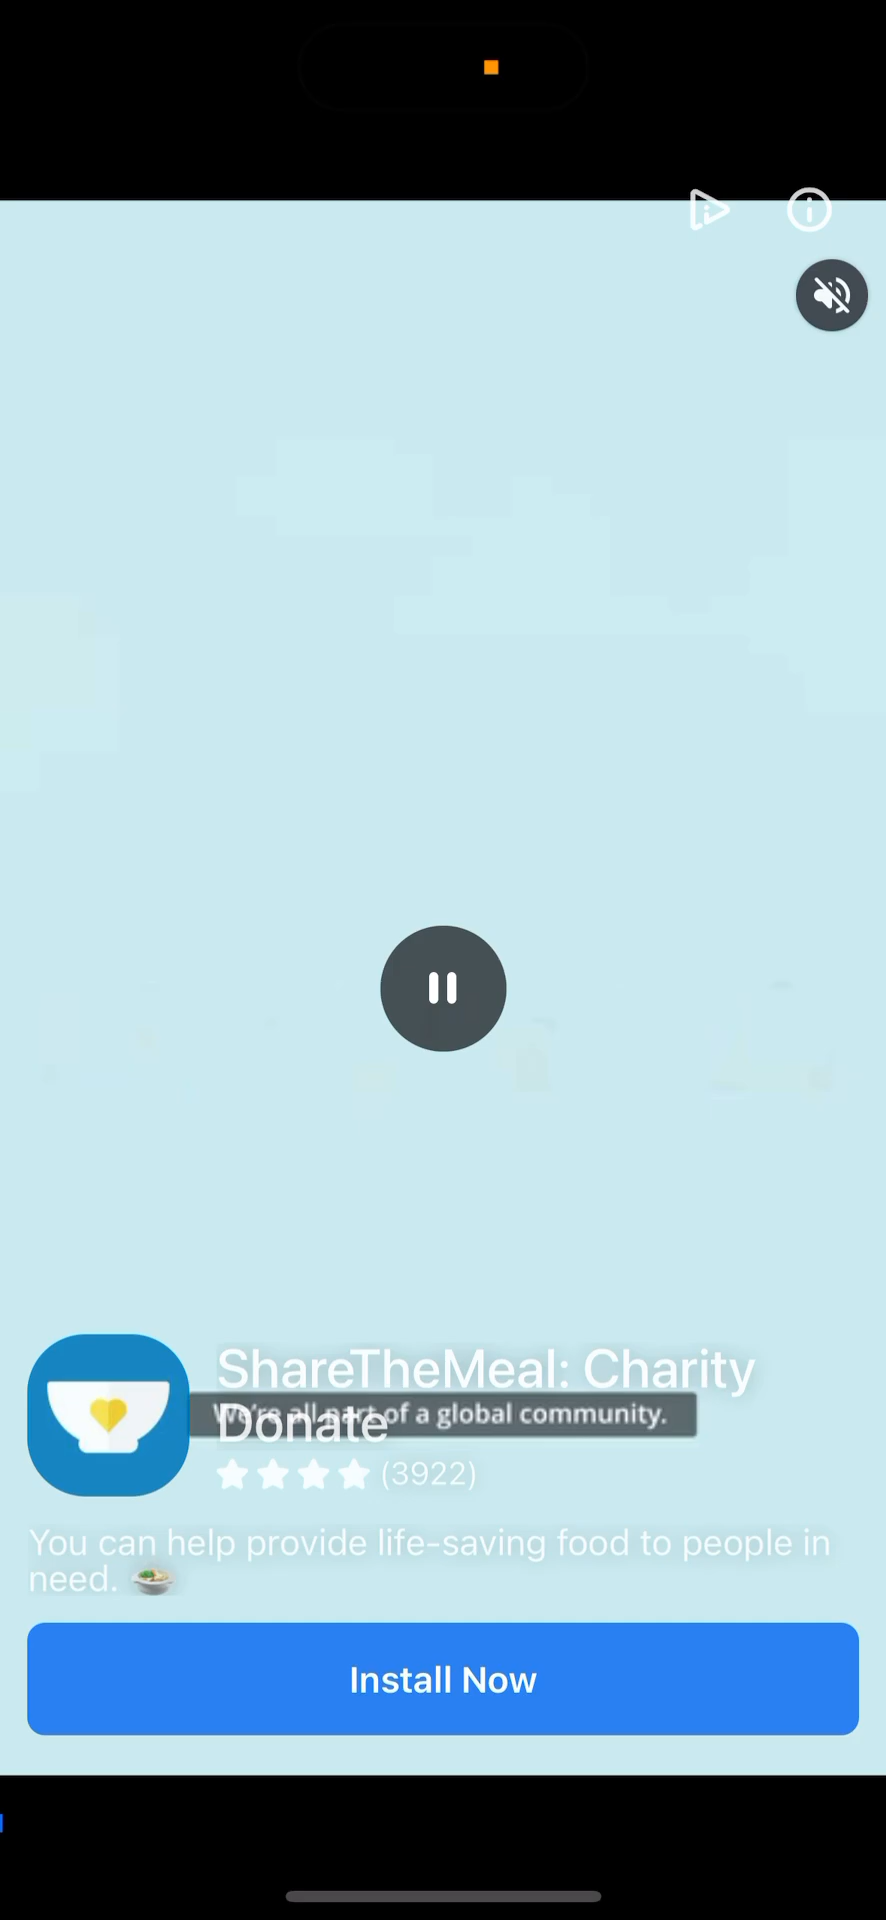 ShareTheMeal: Charity
Donate
We're all part of a global community.
(3922)
You can help provide life-saving food to people in
need. 🍲
Install Now